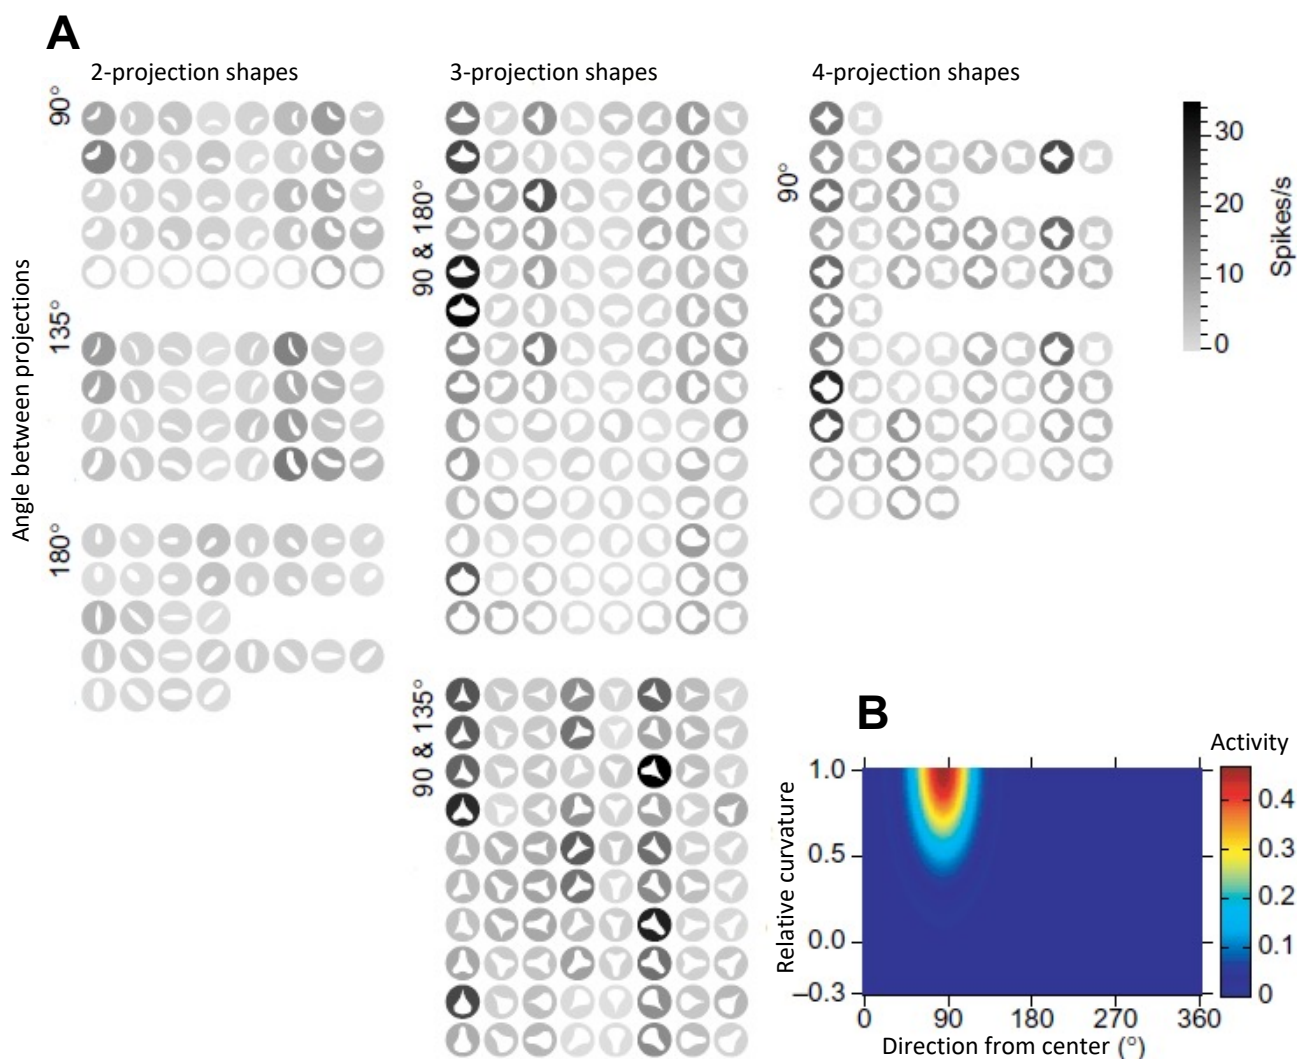 A
2-projection shapes
3-projection shapes
4-projection shapes
Angle between projections
90°
135°
180°
90 & 180°
90 & 135°
90°
30
20
10
0
Spikes/s
B
Activity
Relative curvature
1.0
0.5
0.0
–0.3
0
90
180
270
360
Direction from center (°)
0.4
0.3
0.2
0.1
0